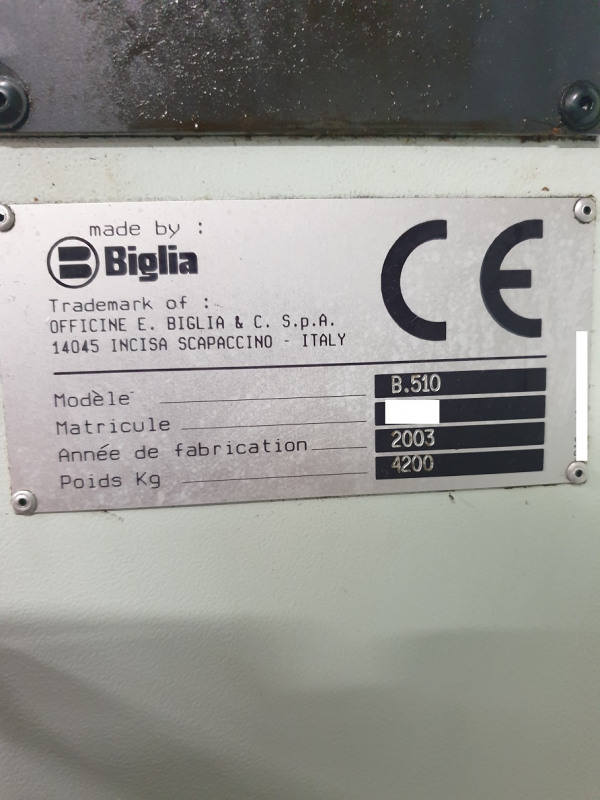 made by :
Biglia
Trademark of :
OFFICINE E. BIGLIA & C. S.p.A.
14045 INCISA SCAPACCINO - ITALY
CE
Modèle B.510
Matricule
Année de fabrication 2003
Poids Kg 4200